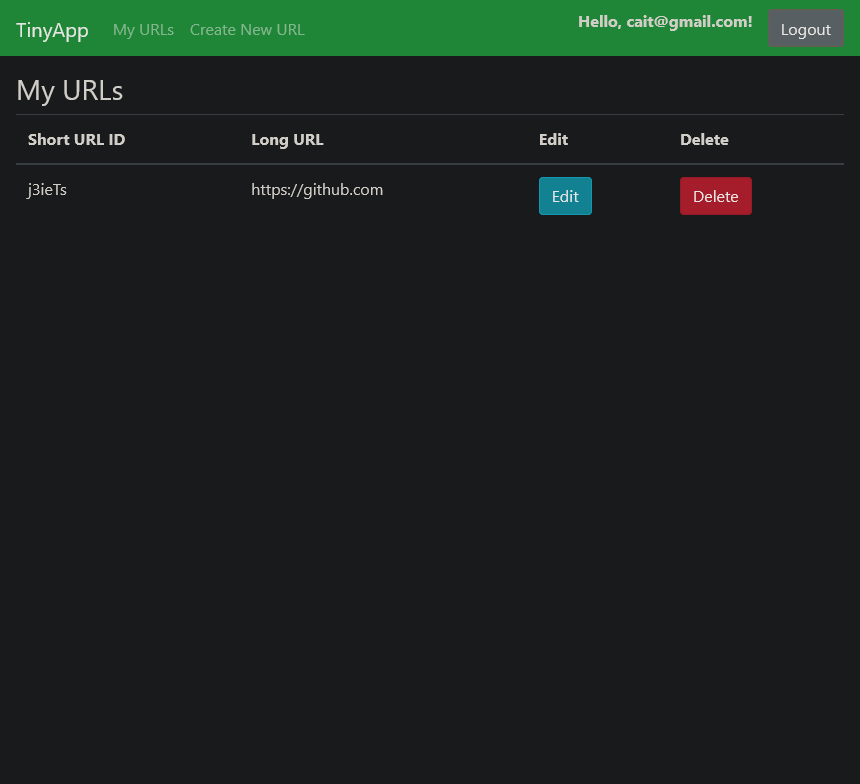 TinyApp My URLs Create New URL Hello, cait@gmail.com! Logout
My URLs
Short URL ID Long URL Edit Delete
j3ieTs https://github.com Edit Delete